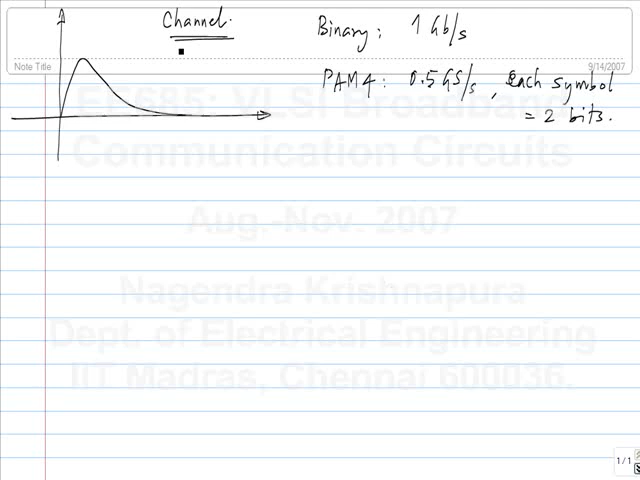 Channel.
Binary: 1 Gb/s
Note Title
9/14/2007
PAM4: 0.5 GS/s, each symbol
= 2 bits.
EE685: VLSI Broadband
Communication Circuits
Aug.-Nov. 2007
Nagendra Krishnapura
Dept. of Electrical Engineering
IIT Madras, Chennai 600036.
1/1